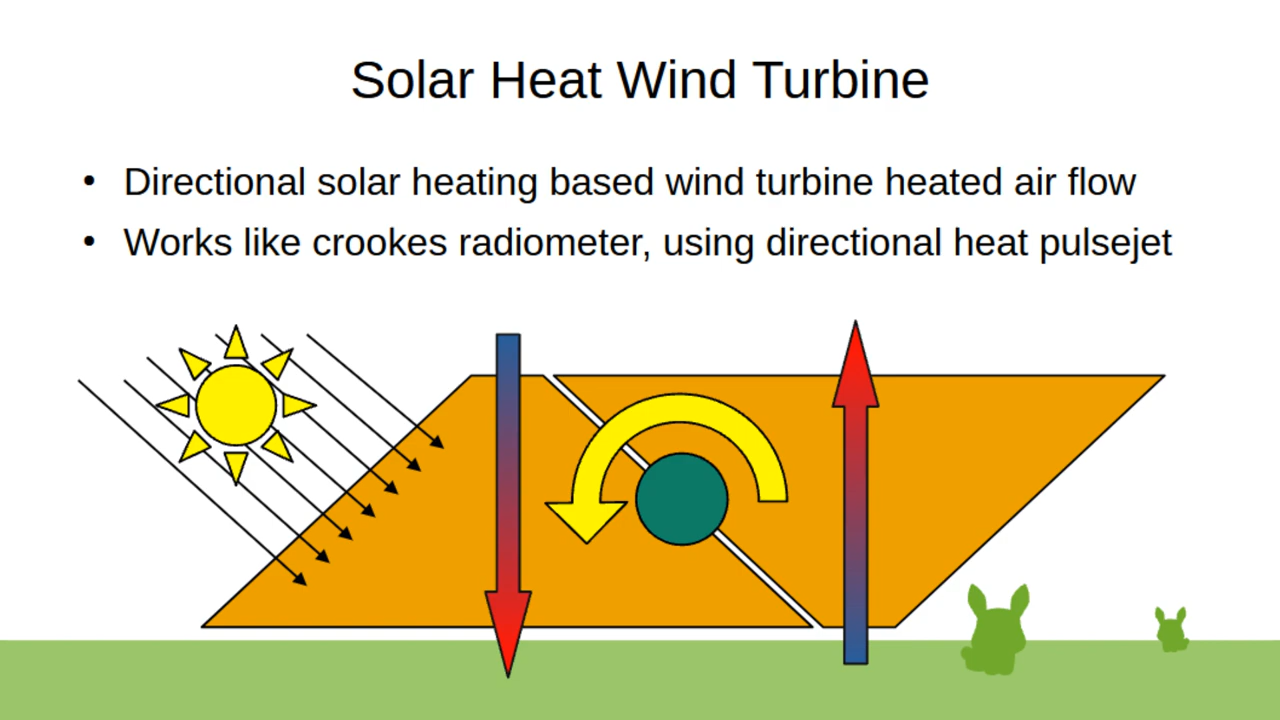 Solar Heat Wind Turbine
• Directional solar heating based wind turbine heated air flow
• Works like crookes radiometer, using directional heat pulsejet